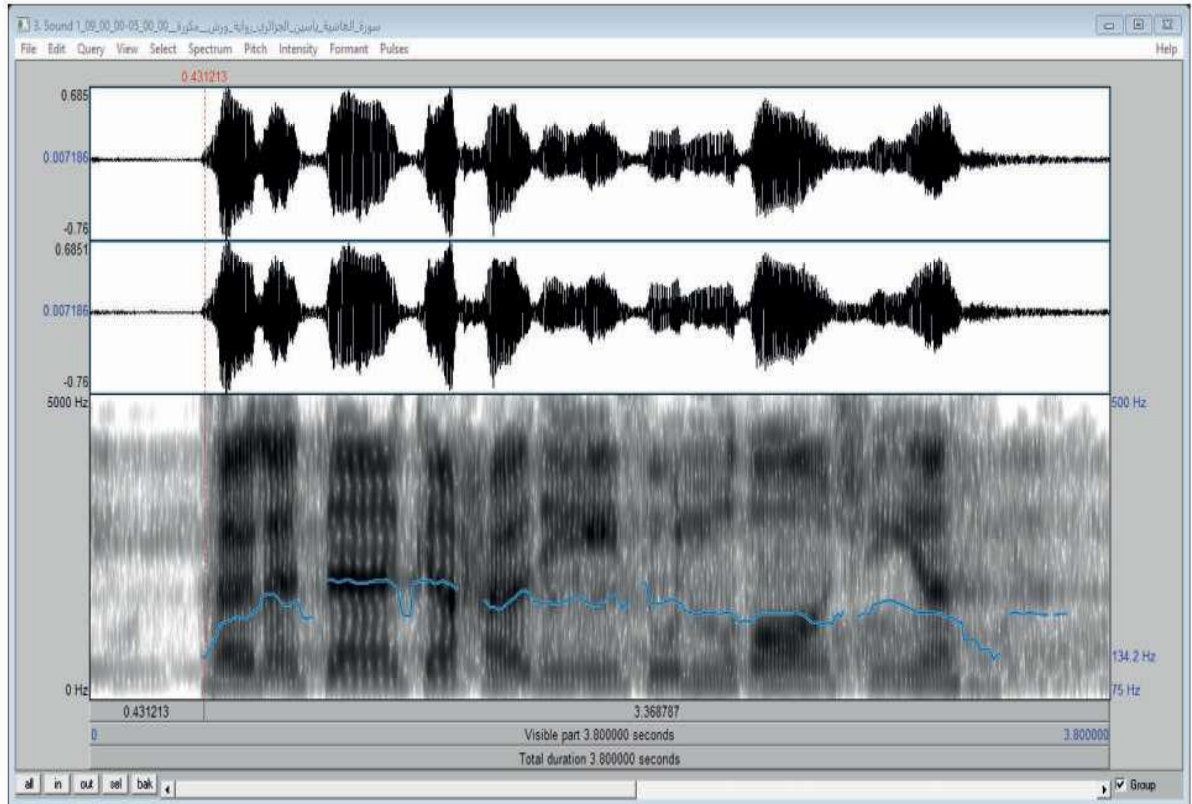 3. Sound 1_09_00_00-05_00_00_سورة_الغاشية_ياسين_الجزائري_رواية_ورش__مكررة
File Edit Query View Select Spectrum Pitch Intensity Formant Pulses Help
0.431213
0.685
0.007186
-0.76
0.6851
0.007186
-0.76
5000 Hz
500 Hz
134.2 Hz
0 Hz
75 Hz
0.431213 3.368787
0 Visible part 3.800000 seconds 3.800000
Total duration 3.800000 seconds
all in out sel bak Group